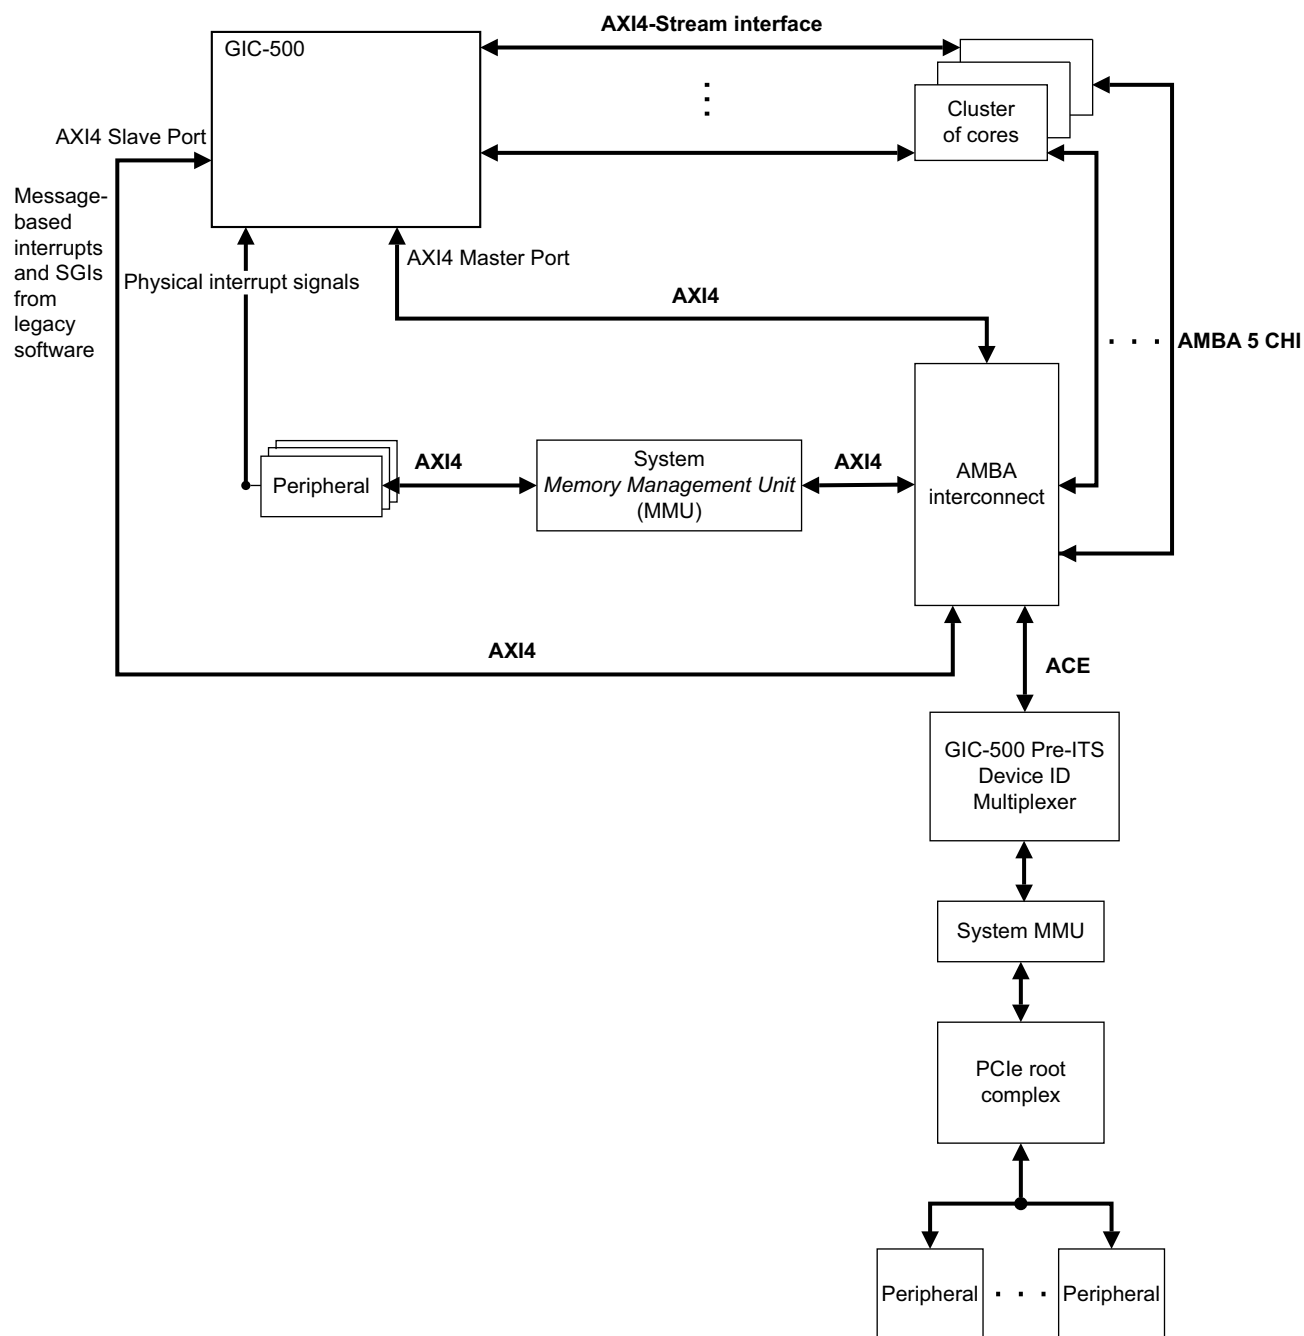 AXI4-Stream interface
GIC-500
Cluster
of cores
AXI4 Slave Port
Message-
based
interrupts
and SGIs
from
legacy
software
AXI4 Master Port
Physical interrupt signals
AXI4
AMBA 5 CHI
Peripheral
AXI4
System
Memory Management Unit
(MMU)
AXI4
AMBA
interconnect
AXI4
ACE
GIC-500 Pre-ITS
Device ID
Multiplexer
System MMU
PCIe root
complex
Peripheral
Peripheral